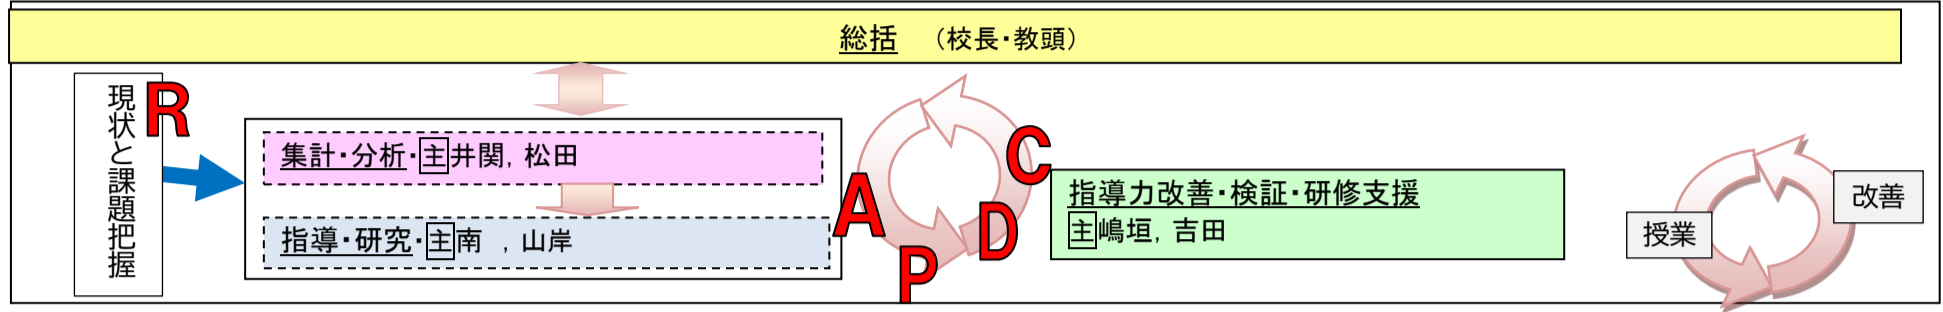 総括　（校長・教頭）
現状と課題把握
R
集計・分析・主井関，松田
指導・研究・主南　，山岸
A
P
D
C
指導力改善・検証・研修支援
主嶋垣，吉田
授業
改善